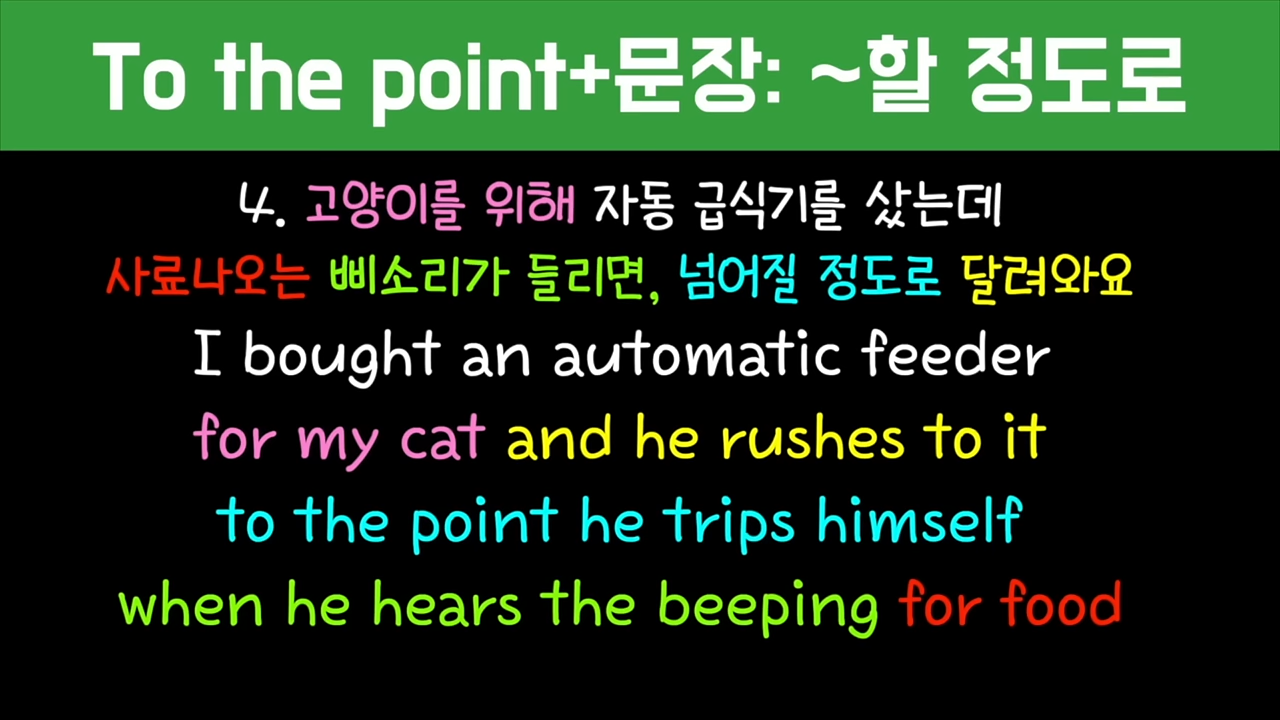 To the point+문장: ~할 정도로
4. 고양이를 위해 자동 급식기를 샀는데
사료나오는 삐소리가 들리면, 넘어질 정도로 달려와요
I bought an automatic feeder
for my cat and he rushes to it
to the point he trips himself
when he hears the beeping for food